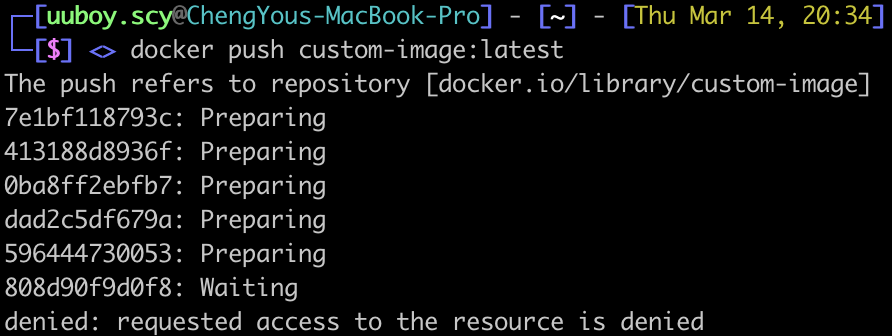 [uuboy.scy@ChengYous-MacBook-Pro] - [~] - [Thu Mar 14, 20:34]
[$] <> docker push custom-image:latest
The push refers to repository [docker.io/library/custom-image]
7e1bf118793c: Preparing
413188d8936f: Preparing
0ba8ff2ebfb7: Preparing
dad2c5df679a: Preparing
596444730053: Preparing
808d90f9d0f8: Waiting
denied: requested access to the resource is denied